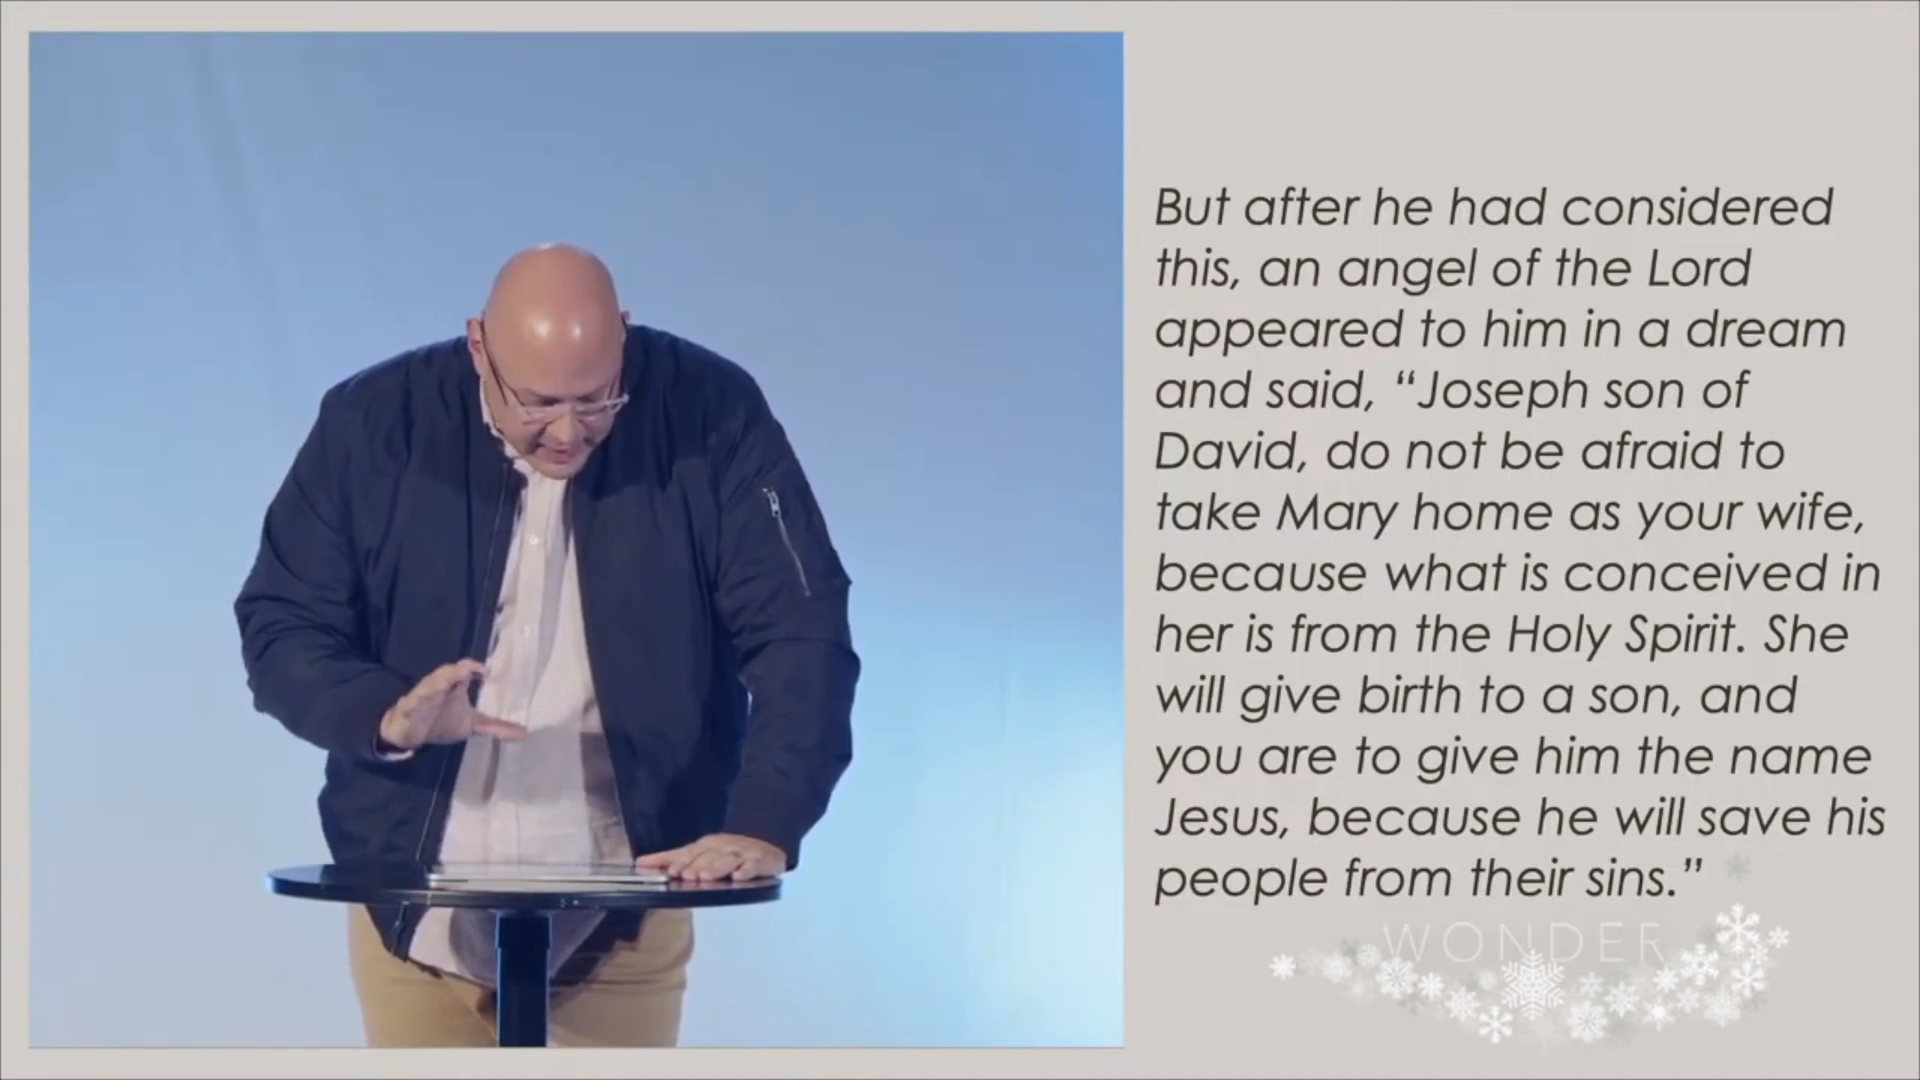 But after he had considered
this, an angel of the Lord
appeared to him in a dream
and said, “Joseph son of
David, do not be afraid to
take Mary home as your wife,
because what is conceived in
her is from the Holy Spirit. She
will give birth to a son, and
you are to give him the name
Jesus, because he will save his
people from their sins.”
WONDER